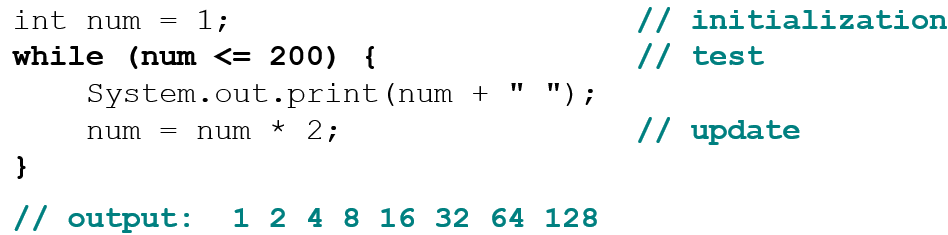 int num = 1; // initialization
while (num <= 200) { // test
System.out.print(num + " ");
num = num * 2; // update
}
// output: 1 2 4 8 16 32 64 128